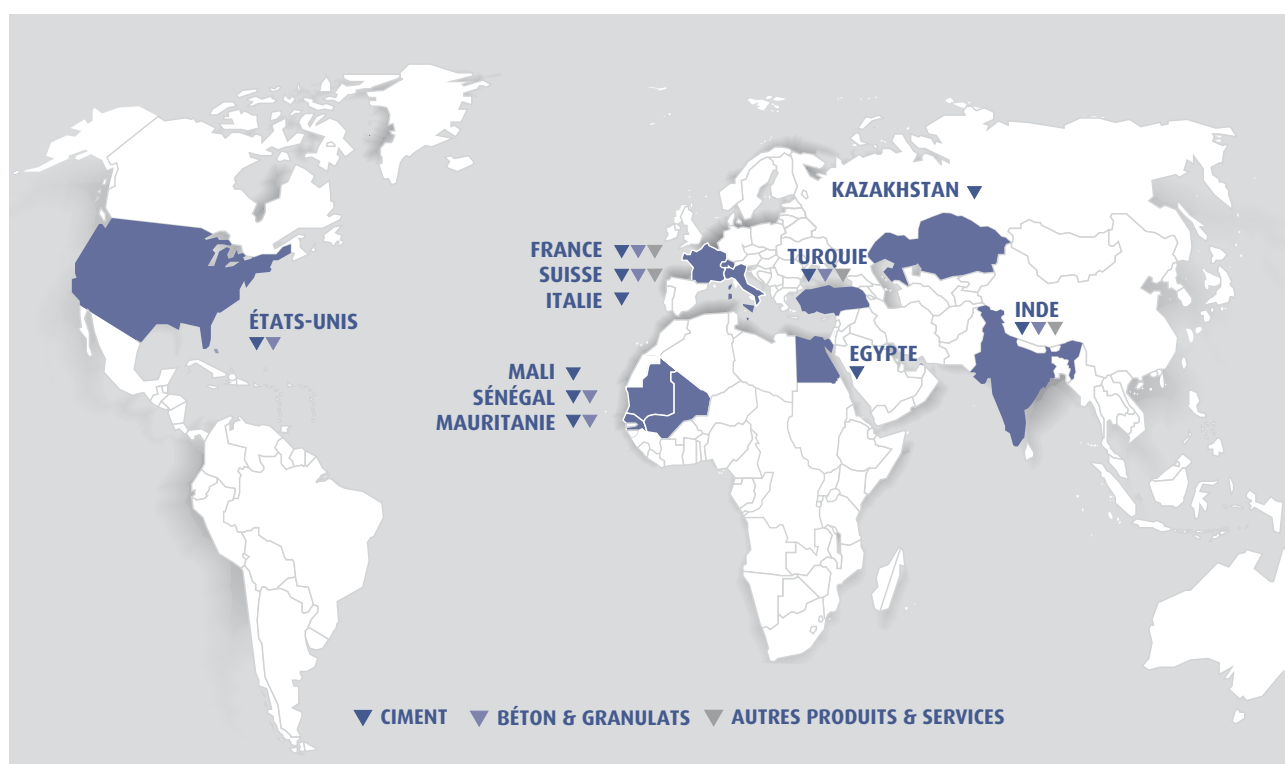 KAZAKHSTAN
FRANCE
SUISSE
ITALIE
TURQUIE
ÉTATS-UNIS
INDE
EGYPTE
MALI
SÉNÉGAL
MAURITANIE
CIMENT BÉTON & GRANULATS AUTRES PRODUITS & SERVICES